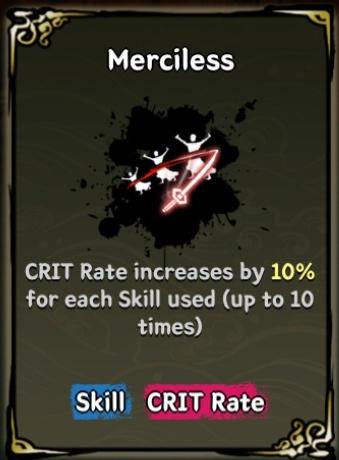 Merciless
CRIT Rate increases by 10%
for each Skill used (up to 10
times)
Skill CRIT Rate